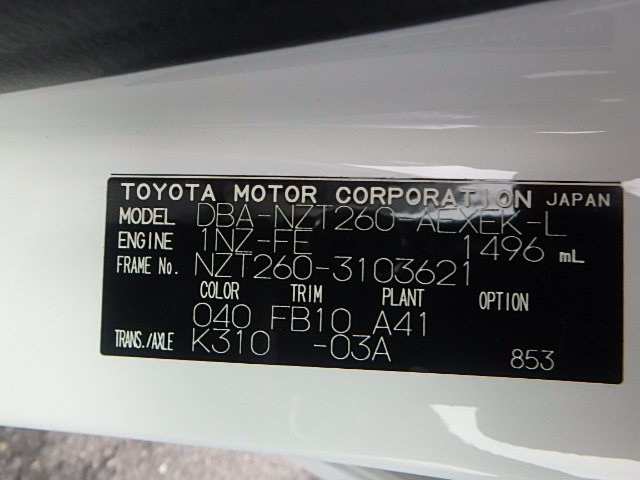 TOYOTA MOTOR CORPORATION JAPAN
MODEL DBA-NZT260-AEXEK-L
ENGINE 1NZ-FE 1496 mL
FRAME No. NZT260-3103621
COLOR TRIM PLANT OPTION
040 FB10 A41
TRANS./AXLE K310 -03A 853